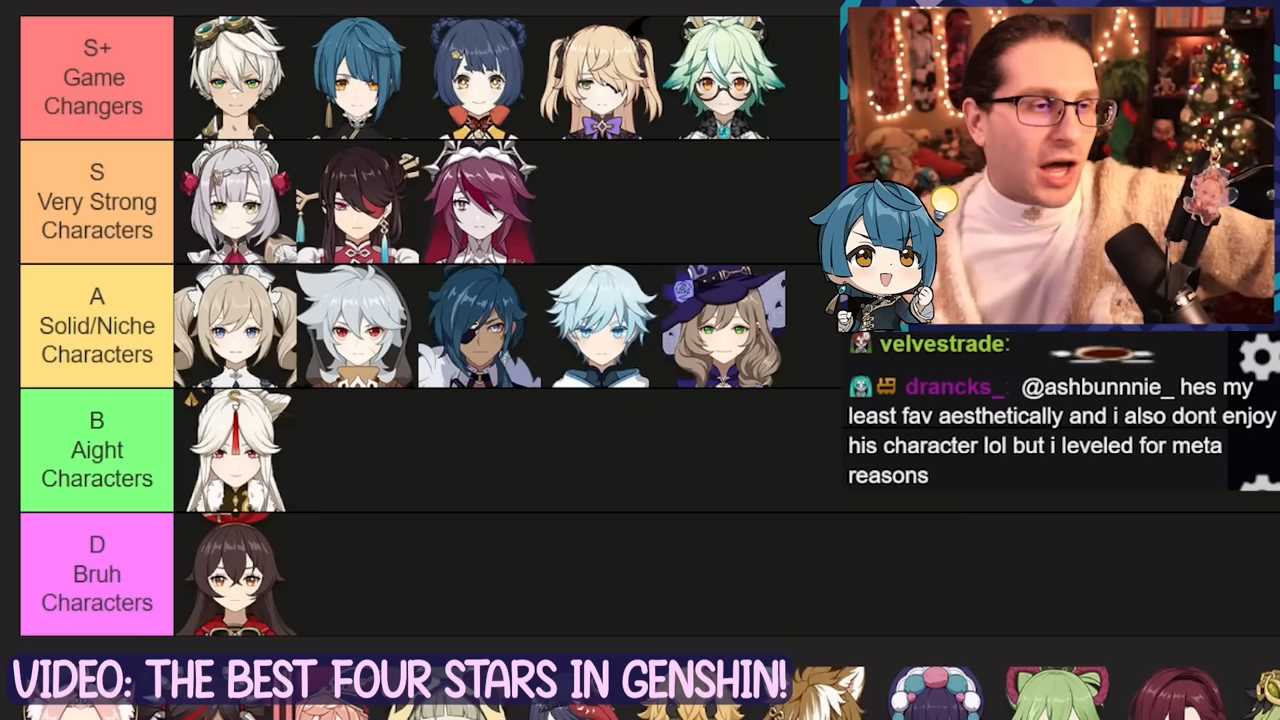 S+
Game
Changers
S
Very Strong
Characters
A
Solid/Niche
Characters
B
Aight
Characters
D
Bruh
Characters
velvestrade:
drancks_: @ashbunnnie_ hes my
least fav aesthetically and i also dont enjoy
his character lol but i leveled for meta
reasons
VIDEO: THE BEST FOUR STARS IN GENSHIN!